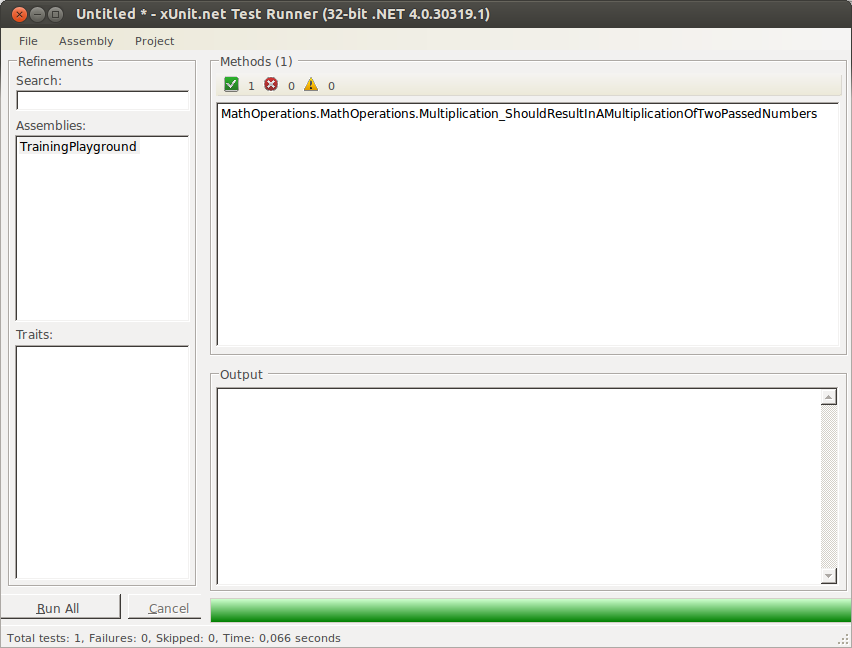 Untitled * - xUnit.net Test Runner (32-bit .NET 4.0.30319.1)
File Assembly Project
Refinements
Search:
Assemblies:
TrainingPlayground
Traits:
Methods (1)
1 0 0
MathOperations.MathOperations.Multiplication_ShouldResultInAMultiplicationOfTwoPassedNumbers
Output
Run All Cancel
Total tests: 1, Failures: 0, Skipped: 0, Time: 0,066 seconds